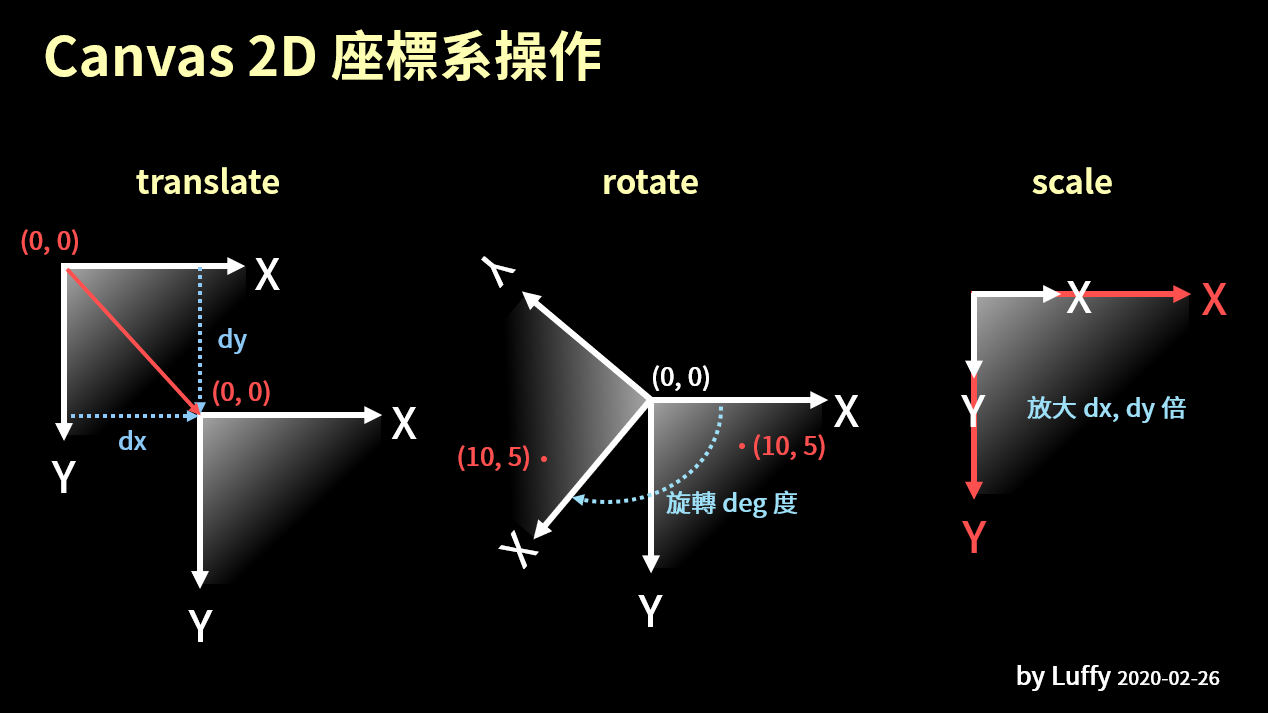 Canvas 2D 座標系操作
translate
(0, 0)
X
dy
(0, 0)
dx
X
Y
Y
rotate
Y
(0, 0)
X
(10, 5)
(10, 5)
旋轉 deg 度
X
Y
scale
X
X
Y
放大 dx, dy 倍
Y
by Luffy 2020-02-26